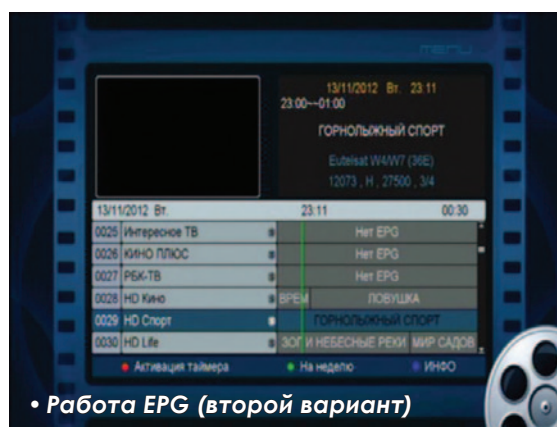 menu
13/11/2012 Вт. 23:11
23:00~~01:00
ГОРНОЛЫЖНЫЙ СПОРТ
Eutelsat W4/W7 (36E)
12073 , H , 27500 , 3/4
13/11/2012 Вт. 23:11 00:30
0025 Интересное ТВ Нет EPG
0026 КИНО ПЛЮС Нет EPG
0027 РБК-ТВ Нет EPG
0028 HD Кино ВРЕМ ЛОВУШКА
0029 HD Спорт ГОРНОЛЫЖНЫЙ СПОРТ
0030 HD Life ЗОГ И НЕБЕСНЫЕ РЕКИ МИР САДОВ
Активация таймера На неделю ИНФО
• Работа EPG (второй вариант)